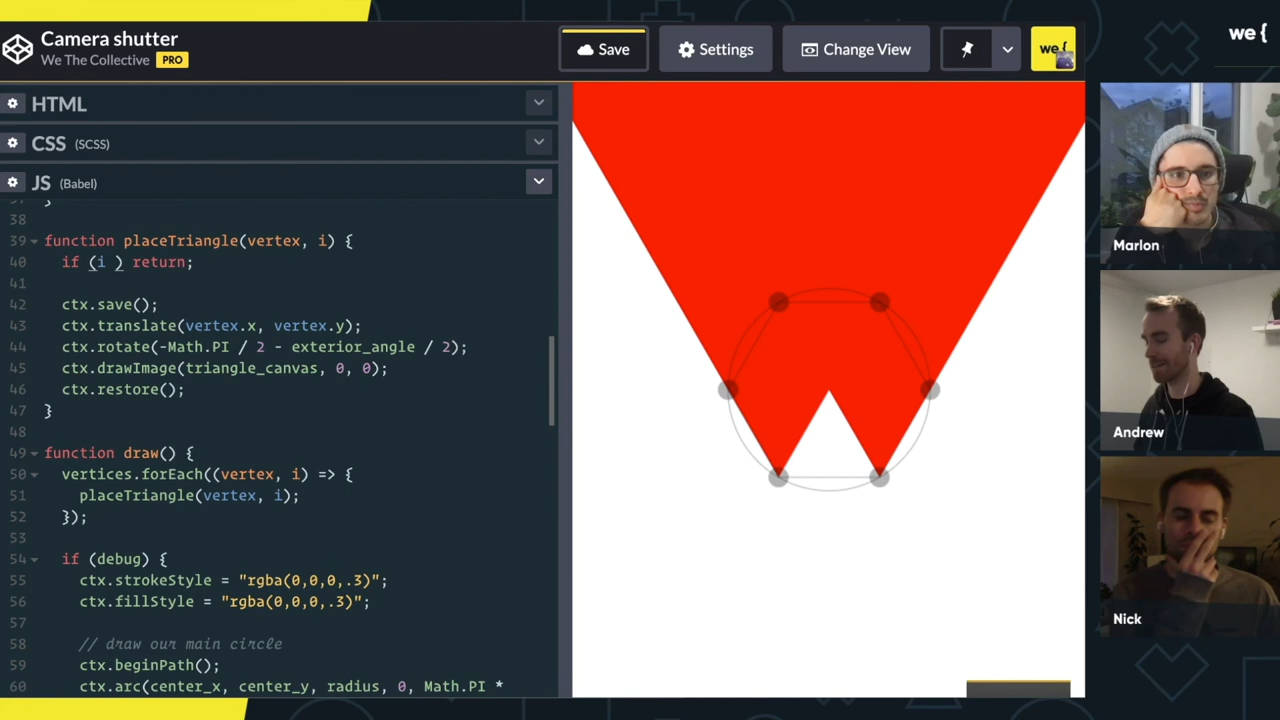 Camera shutter
We The Collective PRO
Save
Settings
Change View
we {
we {
HTML
CSS (SCSS)
JS (Babel)
38
39 function placeTriangle(vertex, i) {
40 if (i ) return;
41
42 ctx.save();
43 ctx.translate(vertex.x, vertex.y);
44 ctx.rotate(-Math.PI / 2 - exterior_angle / 2);
45 ctx.drawImage(triangle_canvas, 0, 0);
46 ctx.restore();
47 }
48
49 function draw() {
50 vertices.forEach((vertex, i) => {
51 placeTriangle(vertex, i);
52 });
53
54 if (debug) {
55 ctx.strokeStyle = "rgba(0,0,0,.3)";
56 ctx.fillStyle = "rgba(0,0,0,.3)";
57
58 // draw our main circle
59 ctx.beginPath();
60 ctx.arc(center_x, center_y, radius, 0, Math.PI *
Marlon
Andrew
Nick